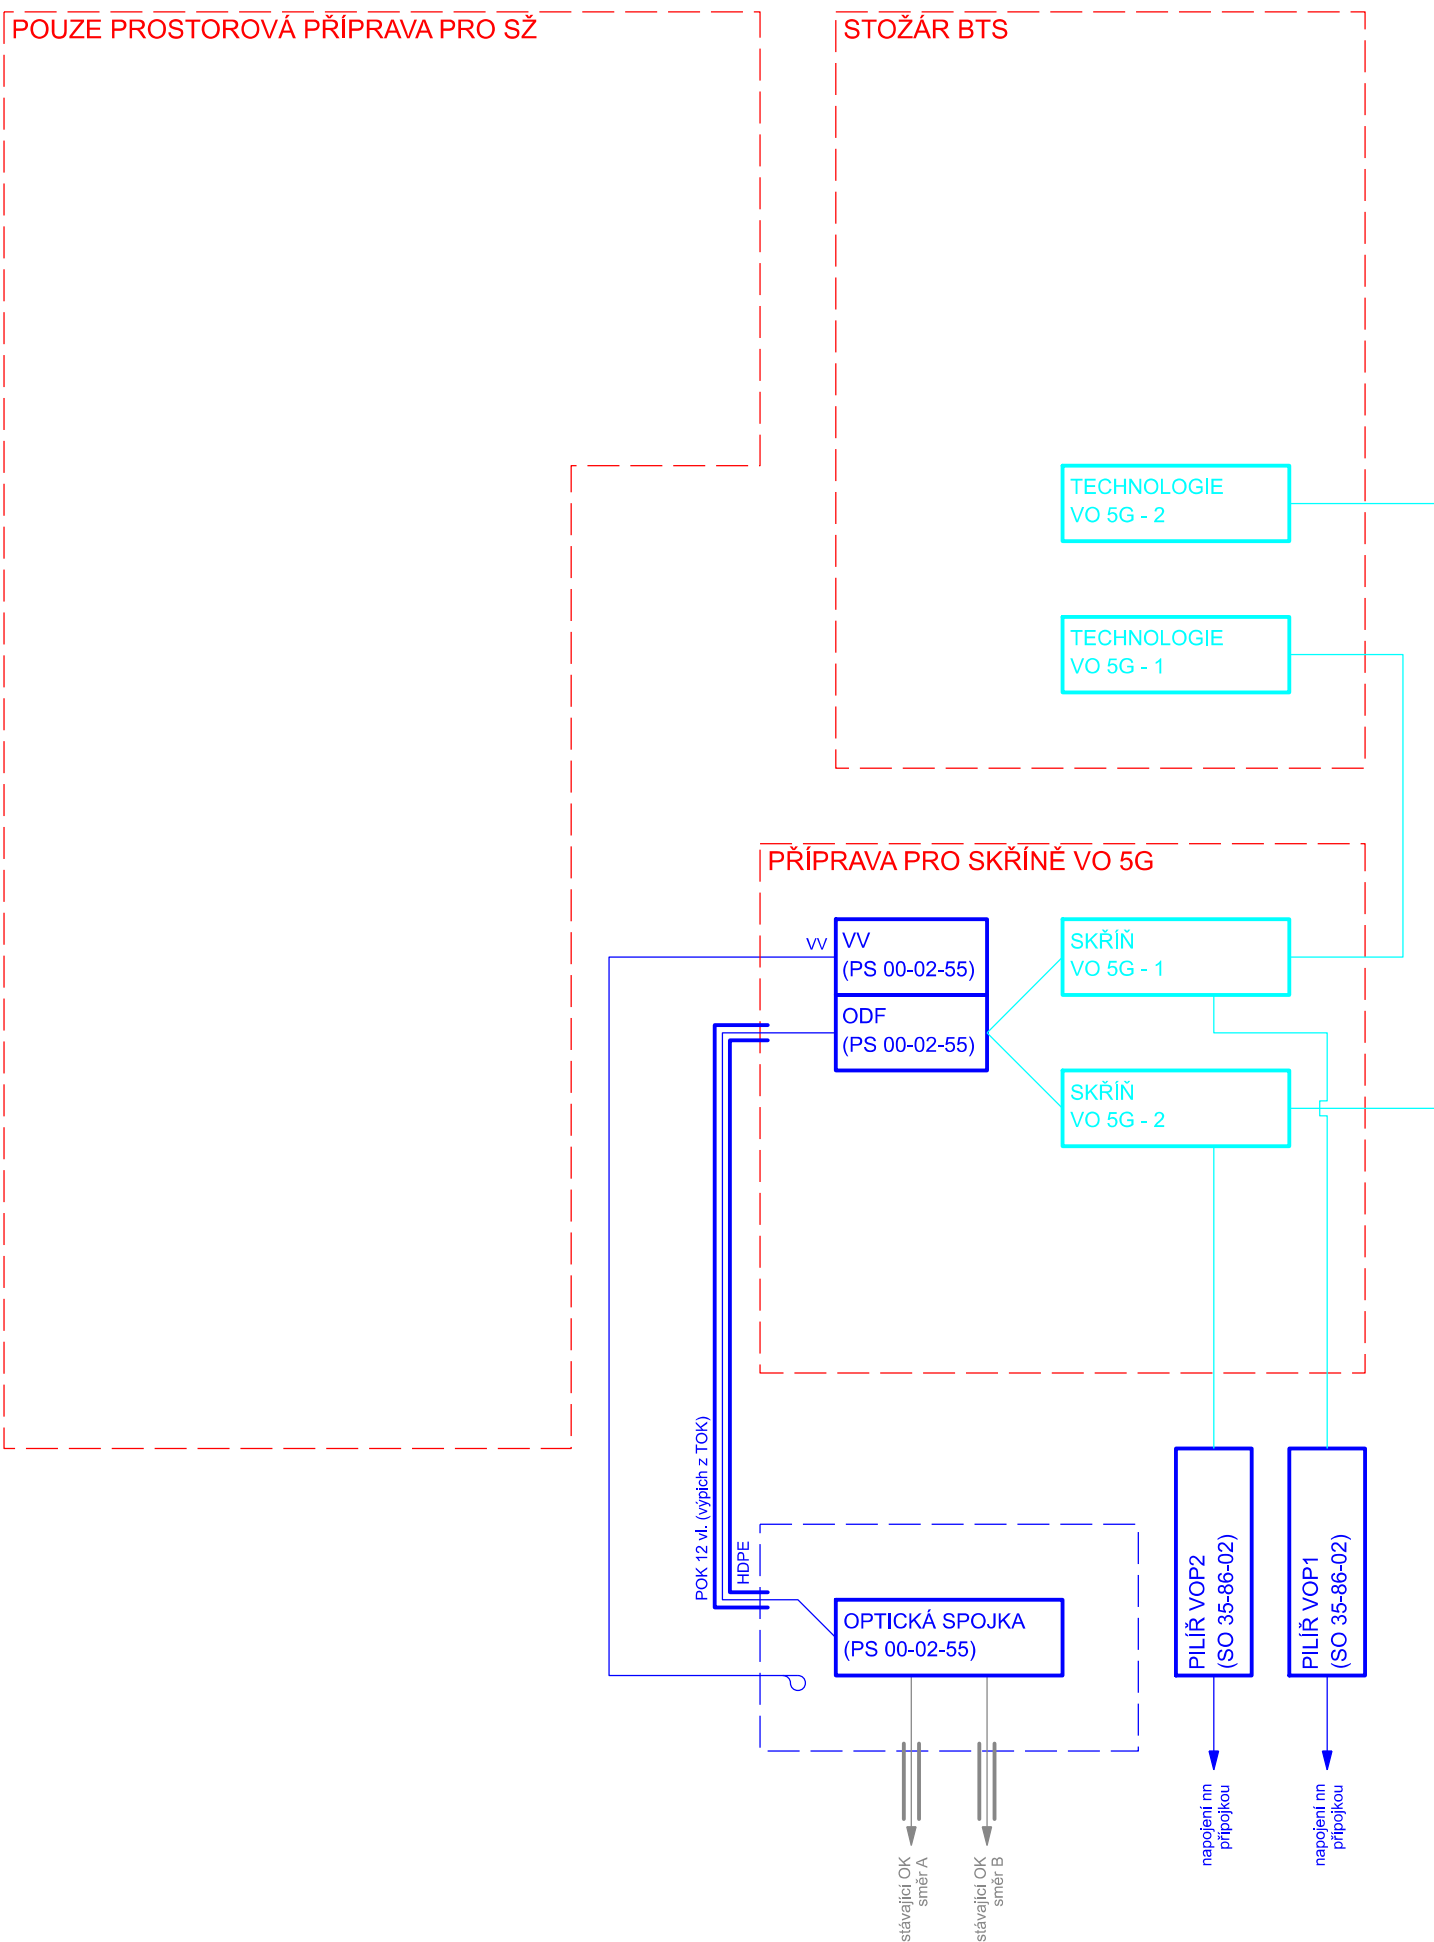 POUZE PROSTOROVÁ PŘÍPRAVA PRO SŽ
STOŽÁR BTS
TECHNOLOGIE
VO 5G - 2
TECHNOLOGIE
VO 5G - 1
PŘÍPRAVA PRO SKŘÍNĚ VO 5G
VV
VV
(PS 00-02-55)
ODF
(PS 00-02-55)
SKŘÍŇ
VO 5G - 1
SKŘÍŇ
VO 5G - 2
POK 12 vl. (výpich z TOK)
HDPE
OPTICKÁ SPOJKA
(PS 00-02-55)
PILÍŘ VOP2
(SO 35-86-02)
PILÍŘ VOP1
(SO 35-86-02)
stávající OK
směr A
stávající OK
směr B
napojení nn
přípojkou
napojení nn
přípojkou